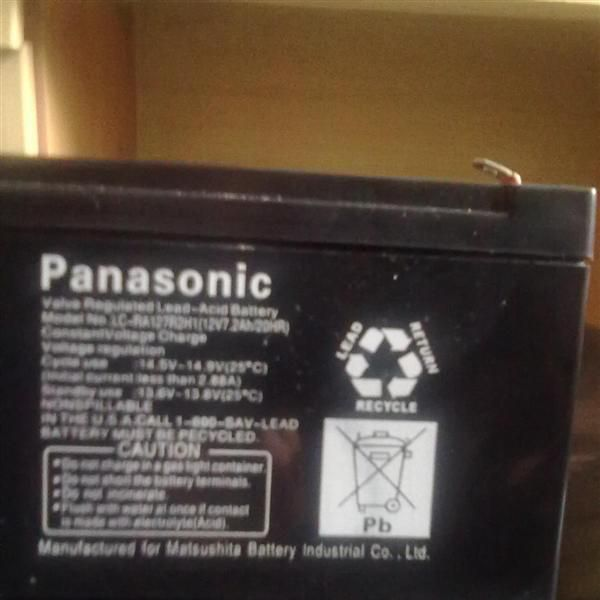 Panasonic
Valve Regulated Lead-Acid Battery
Model No. LC-RA127R2H1(12V7.2Ah/20HR)
Constant Voltage Charge
Voltage regulation
Cycle use :14.5V-14.9V(25°C)
Initial current:less than 2.88A)
Standby use :13.6V-13.8V(25°C)
NONSPILLABLE
IN THE U.S.A.CALL 1-800-SAV-LEAD
BATTERY MUST BE RECYCLED.
CAUTION
Do not charge in a gas tight container.
Do not short the battery terminals.
Do not incinerate.
Flush with water at once if contact
is made with electrolyte(Acid).
LEAD
RETURN
RECYCLE
Pb
Manufactured for Matsushita Battery Industrial Co., Ltd.